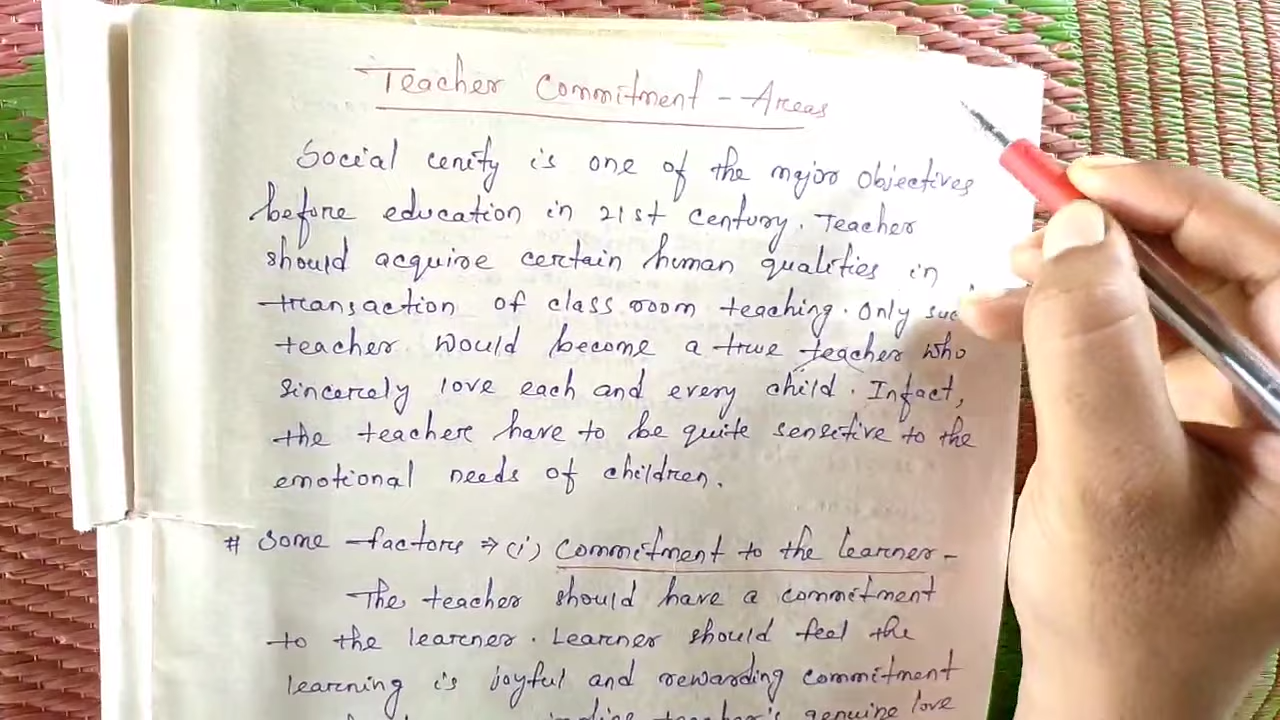 Teacher Commitment - Areas
Social cenity is one of the major objectives
before education in 21st century. Teacher
should acquire certain human qualities in
transaction of class room teaching. Only
teacher would become a true teacher who
sincerely love each and every child. Infact,
the teacher have to be quite sensitive to the
emotional needs of children.
# Some factors ⇒ (i) Commitment to the learner -
The teacher should have a commitment
to the learner. Learner should feel the
learning is joyful and rewarding commitment
teacher's genuine love